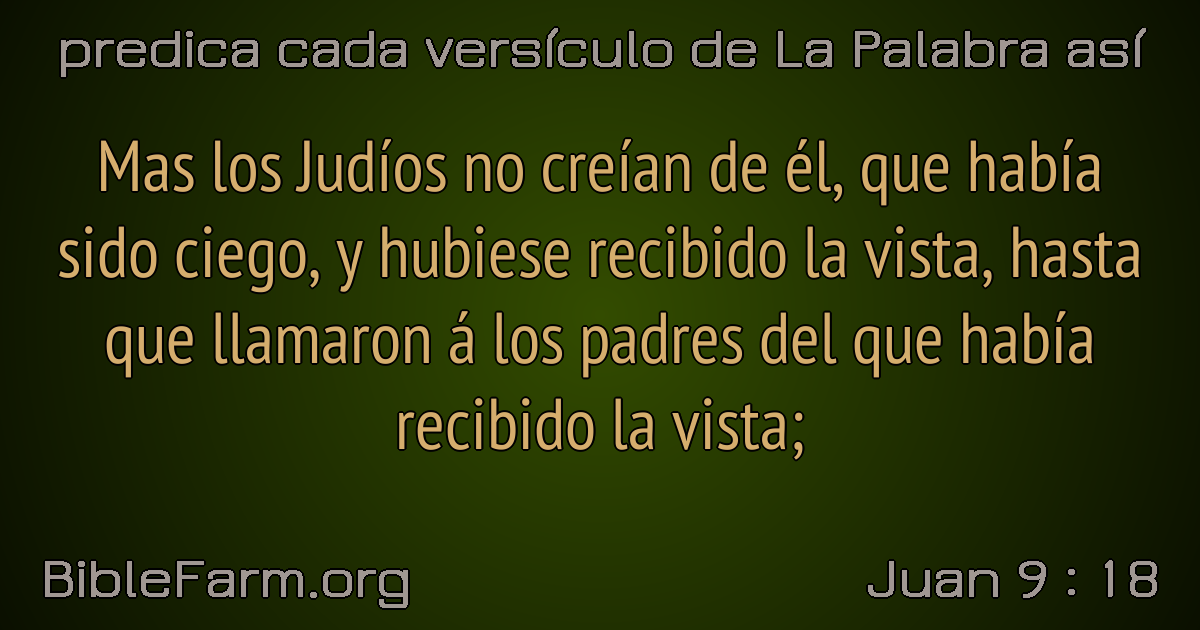 predica cada versículo de La Palabra así
Mas los Judíos no creían de él, que había
sido ciego, y hubiese recibido la vista, hasta
que llamaron á los padres del que había
recibido la vista;
BibleFarm.org
Juan 9 : 18